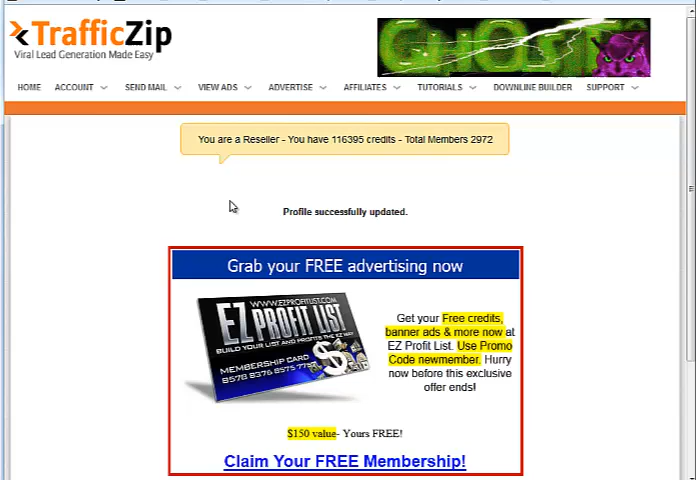 TrafficZip
Viral Lead Generation Made Easy
GHOST
HOME ACCOUNT SEND MAIL VIEW ADS ADVERTISE AFFILIATES TUTORIALS DOWNLINE BUILDER SUPPORT
You are a Reseller - You have 116395 credits - Total Members 2972
Profile successfully updated.
Grab your FREE advertising now
WWW.EZPROFITLIST.COM
EZ PROFIT LIST
BUILD YOUR LIST AND PROFITS THE EZ WAY
MEMBERSHIP CARD
8578 8376 8575
Get your Free credits,
banner ads & more now at
EZ Profit List. Use Promo
Code newmember. Hurry
now before this exclusive
offer ends!
$150 value- Yours FREE!
Claim Your FREE Membership!